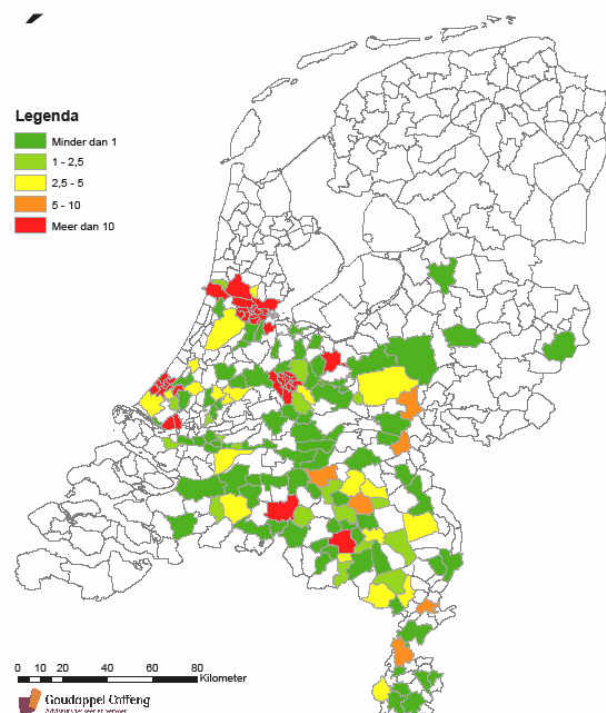 Legenda
Minder dan 1
1 - 2,5
2,5 - 5
5 - 10
Meer dan 10
0 10 20 40 60 80
Kilometer
Goudappel Coffeng